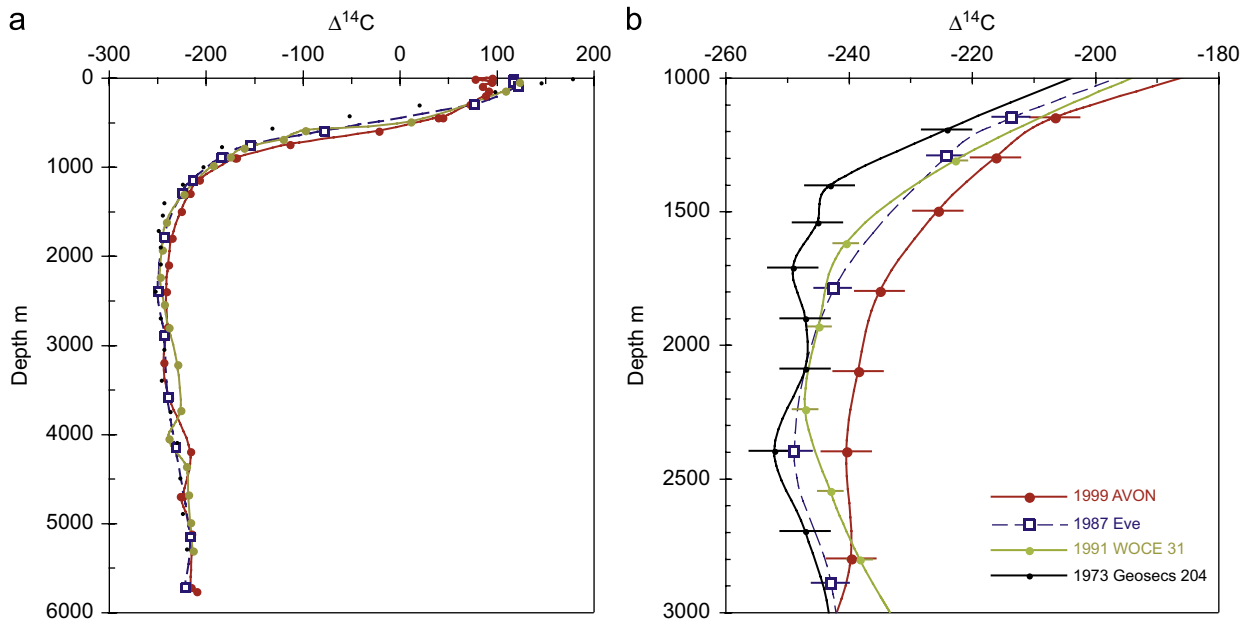 a
Δ14C
-300 -200 -100 0 100 200
0
1000
2000
3000
4000
5000
6000
Depth m
b
Δ14C
-260 -240 -220 -200 -180
1000
1500
2000
2500
3000
Depth m
1999 AVON
1987 Eve
1991 WOCE 31
1973 Geosecs 204